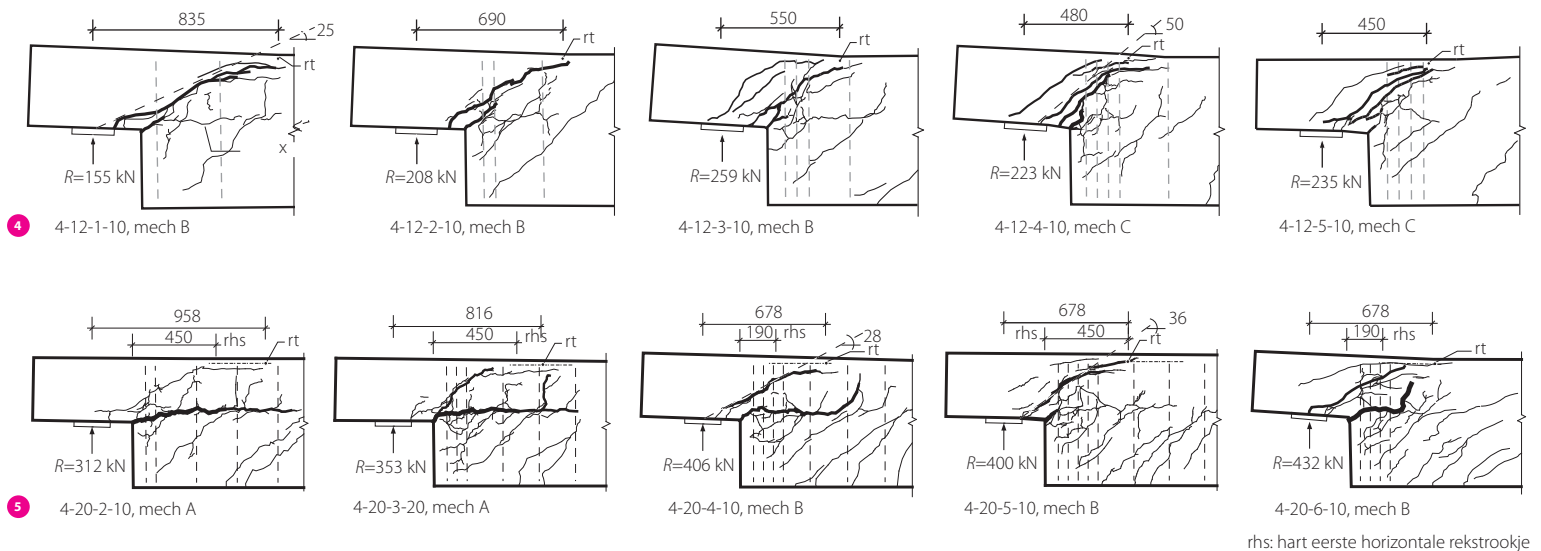 835
25
rt
R=155 kN
x
4-12-1-10, mech B
690
rt
R=208 kN
4-12-2-10, mech B
550
rt
R=259 kN
4-12-3-10, mech B
480
50
rt
R=223 kN
4-12-4-10, mech C
450
rt
R=235 kN
4-12-5-10, mech C
4
958
450 rhs
rt
R=312 kN
4-20-2-10, mech A
816
450 rhs
rt
R=353 kN
4-20-3-20, mech A
678
190 rhs
28
rt
R=406 kN
4-20-4-10, mech B
678
rhs 450
36
rt
R=400 kN
4-20-5-10, mech B
678
190 rhs
rt
R=432 kN
4-20-6-10, mech B
5
rhs: hart eerste horizontale rekstrookje